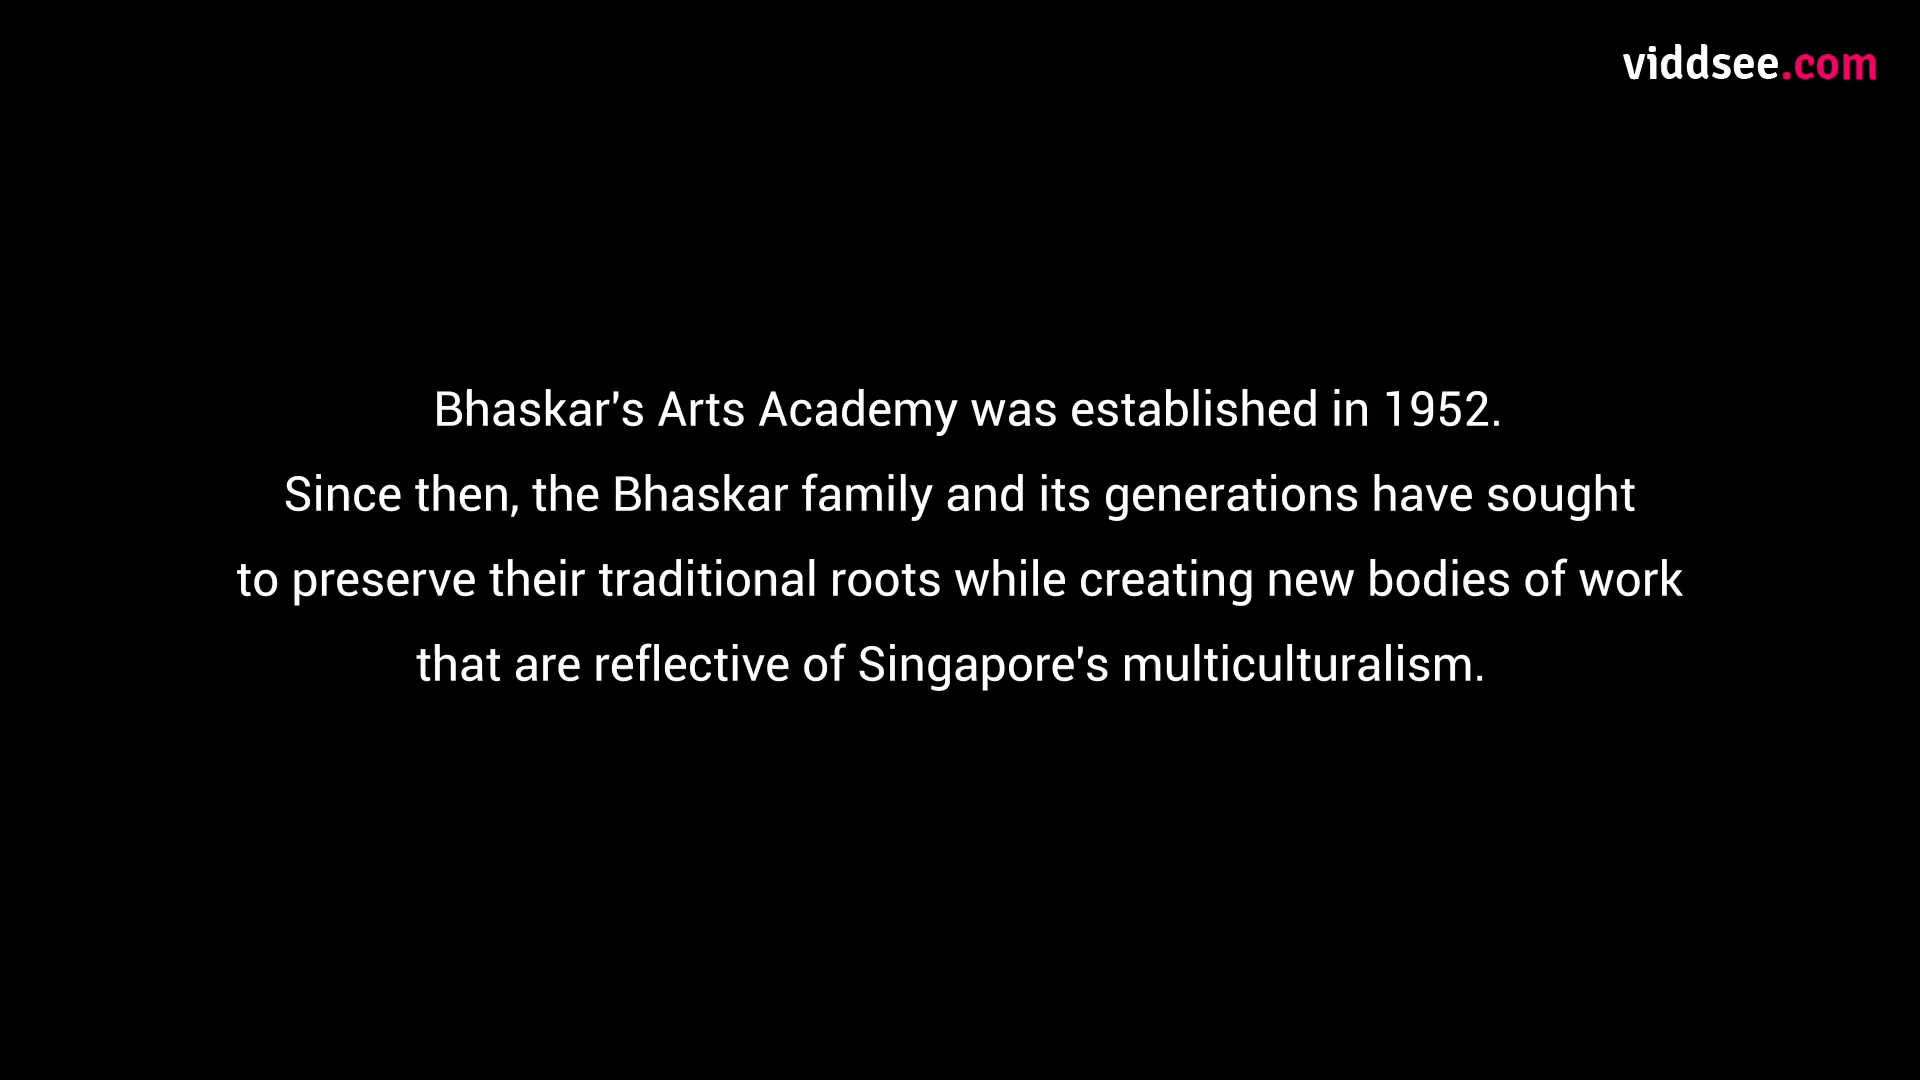 viddsee.com
Bhaskar's Arts Academy was established in 1952.
Since then, the Bhaskar family and its generations have sought
to preserve their traditional roots while creating new bodies of work
that are reflective of Singapore's multiculturalism.